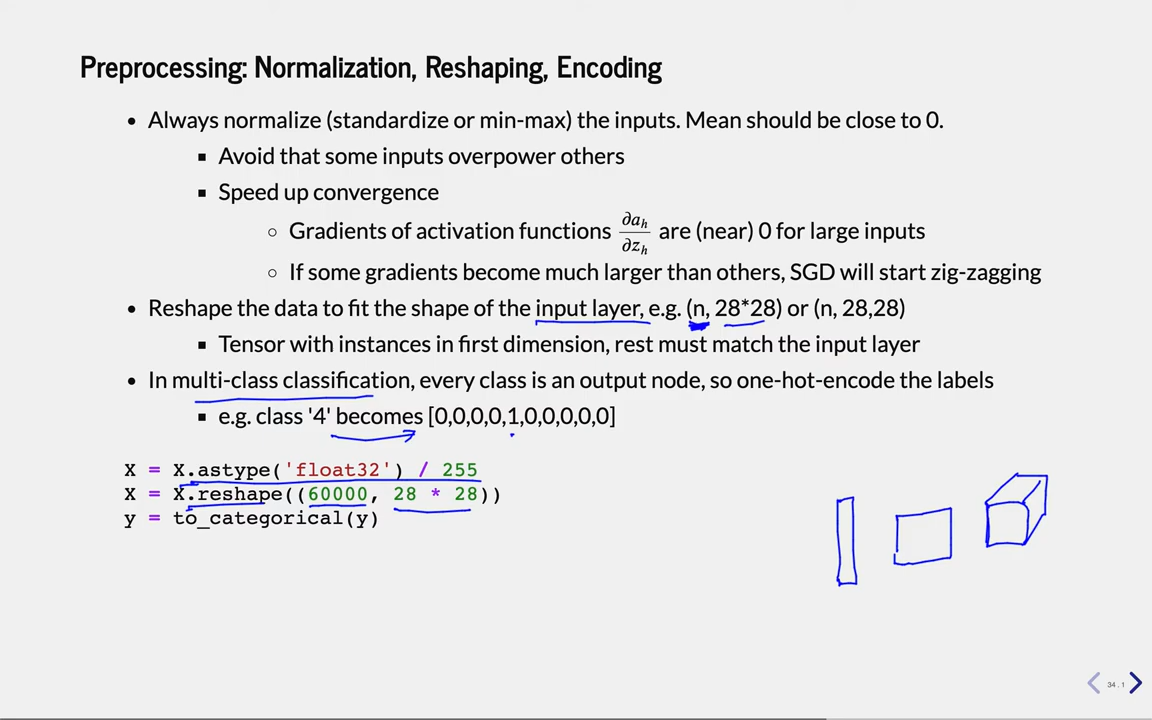 Preprocessing: Normalization, Reshaping, Encoding
• Always normalize (standardize or min-max) the inputs. Mean should be close to 0.
▪ Avoid that some inputs overpower others
▪ Speed up convergence
◦ Gradients of activation functions ∂aₕ/∂zₕ are (near) 0 for large inputs
◦ If some gradients become much larger than others, SGD will start zig-zagging
• Reshape the data to fit the shape of the input layer, e.g. (n, 28*28) or (n, 28,28)
▪ Tensor with instances in first dimension, rest must match the input layer
• In multi-class classification, every class is an output node, so one-hot-encode the labels
▪ e.g. class '4' becomes [0,0,0,0,1,0,0,0,0,0]
X = X.astype('float32') / 255
X = X.reshape((60000, 28 * 28))
y = to_categorical(y)
34 . 1